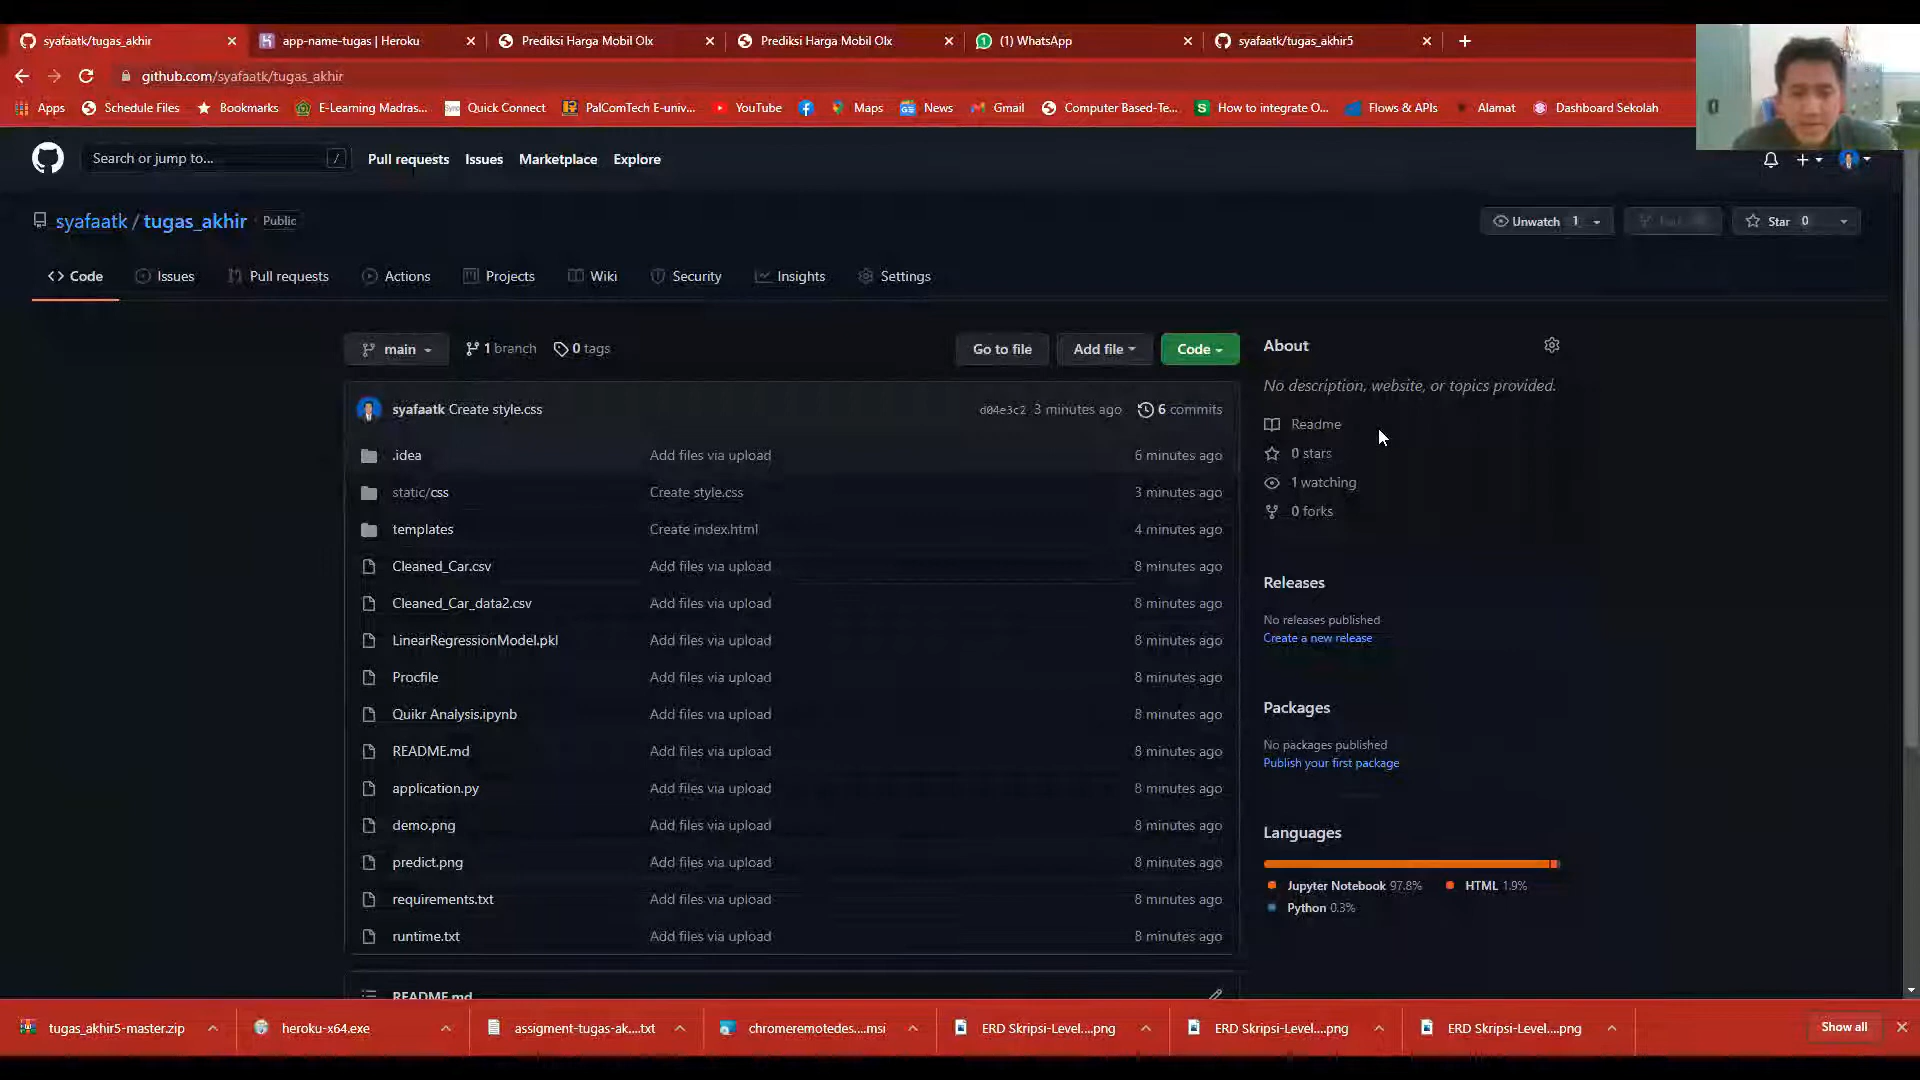 syafaatk/tugas_akhir
app-name-tugas | Heroku
Prediksi Harga Mobil Olx
Prediksi Harga Mobil Olx
(1) WhatsApp
syafaatk/tugas_akhir5
github.com/syafaatk/tugas_akhir
Apps
Schedule Files
Bookmarks
E-Learning Madras...
Quick Connect
PalComTech E-univ...
YouTube
Maps
News
Gmail
Computer Based-Te...
How to integrate O...
Flows & APIs
Alamat
Dashboard Sekolah
Search or jump to...
/
Pull requests
Issues
Marketplace
Explore
syafaatk / tugas_akhir
Public
Unwatch 1
Star 0
Code
Issues
Pull requests
Actions
Projects
Wiki
Security
Insights
Settings
main
1 branch
0 tags
Go to file
Add file
Code
syafaatk Create style.css
d04e3c2 3 minutes ago
6 commits
.idea
Add files via upload
6 minutes ago
static/css
Create style.css
3 minutes ago
templates
Create index.html
4 minutes ago
Cleaned_Car.csv
Add files via upload
8 minutes ago
Cleaned_Car_data2.csv
Add files via upload
8 minutes ago
LinearRegressionModel.pkl
Add files via upload
8 minutes ago
Procfile
Add files via upload
8 minutes ago
Quikr Analysis.ipynb
Add files via upload
8 minutes ago
README.md
Add files via upload
8 minutes ago
application.py
Add files via upload
8 minutes ago
demo.png
Add files via upload
8 minutes ago
predict.png
Add files via upload
8 minutes ago
requirements.txt
Add files via upload
8 minutes ago
runtime.txt
Add files via upload
8 minutes ago
README.md
About
No description, website, or topics provided.
Readme
0 stars
1 watching
0 forks
Releases
No releases published
Create a new release
Packages
No packages published
Publish your first package
Languages
Jupyter Notebook 97.8%
HTML 1.9%
Python 0.3%
tugas_akhir5-master.zip
heroku-x64.exe
assigment-tugas-ak....txt
chromeremotedes....msi
ERD Skripsi-Level....png
ERD Skripsi-Level....png
ERD Skripsi-Level....png
Show all